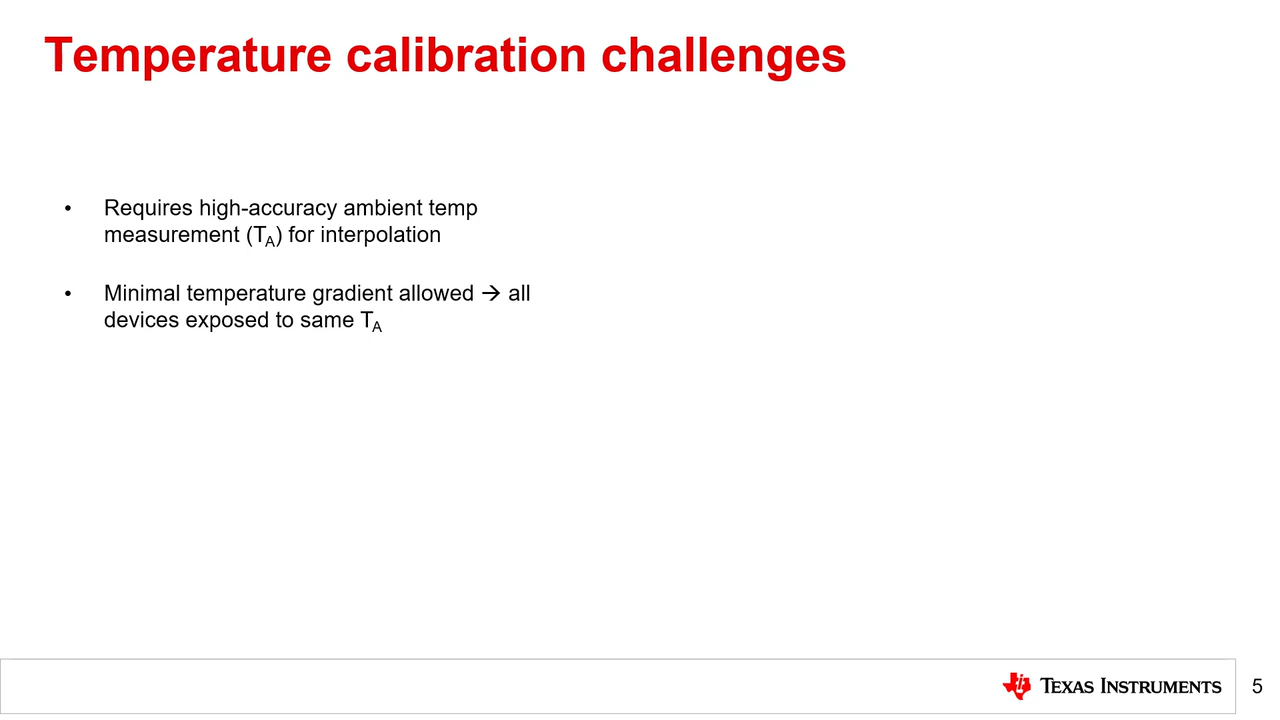 Temperature calibration challenges
• Requires high-accuracy ambient temp
measurement (TA) for interpolation
• Minimal temperature gradient allowed → all
devices exposed to same TA
TEXAS INSTRUMENTS
5